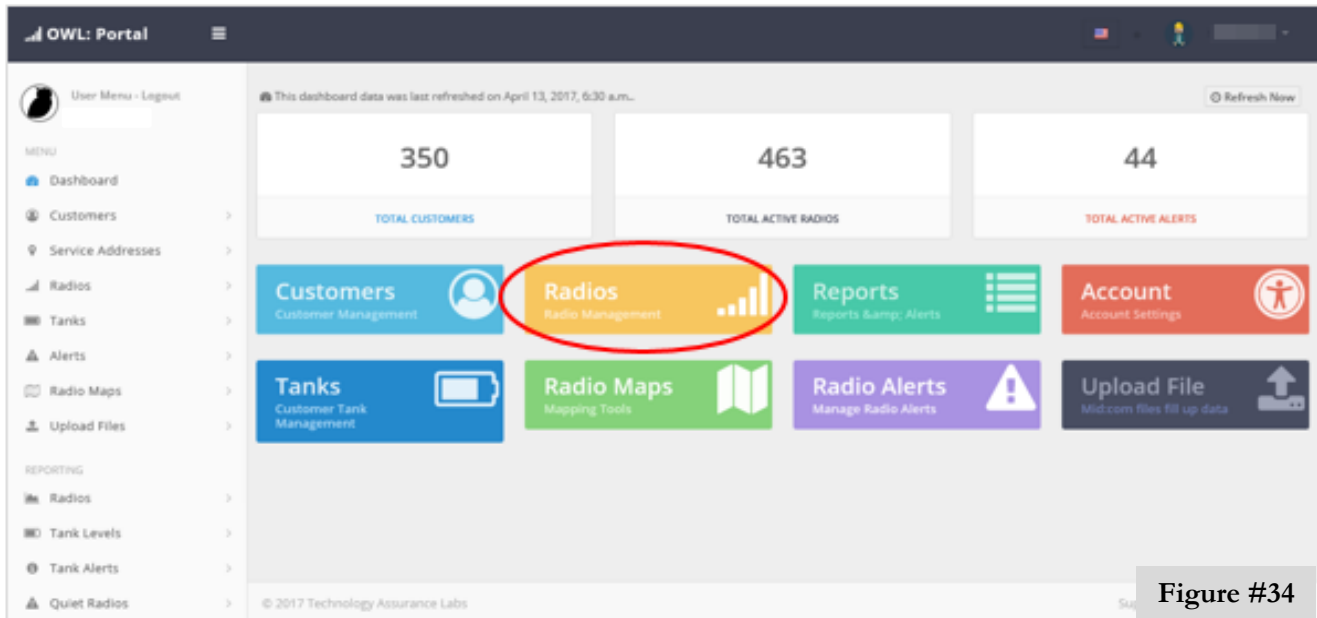 OWL: Portal
User Menu - Logout
This dashboard data was last refreshed on April 13, 2017, 6:30 a.m..
Refresh Now
350
463
44
TOTAL CUSTOMERS
TOTAL ACTIVE RADIOS
TOTAL ACTIVE ALERTS
MENU
Dashboard
Customers
Service Addresses
Radios
Tanks
Alerts
Radio Maps
Upload Files
REPORTING
Radios
Tank Levels
Tank Alerts
Quiet Radios
Customers
Customer Management
Radios
Radio Management
Reports
Reports &amp; Alerts
Account
Account Settings
Tanks
Customer Tank
Management
Radio Maps
Mapping Tools
Radio Alerts
Manage Radio Alerts
Upload File
Mid:com files fill up data
© 2017 Technology Assurance Labs
Figure #34